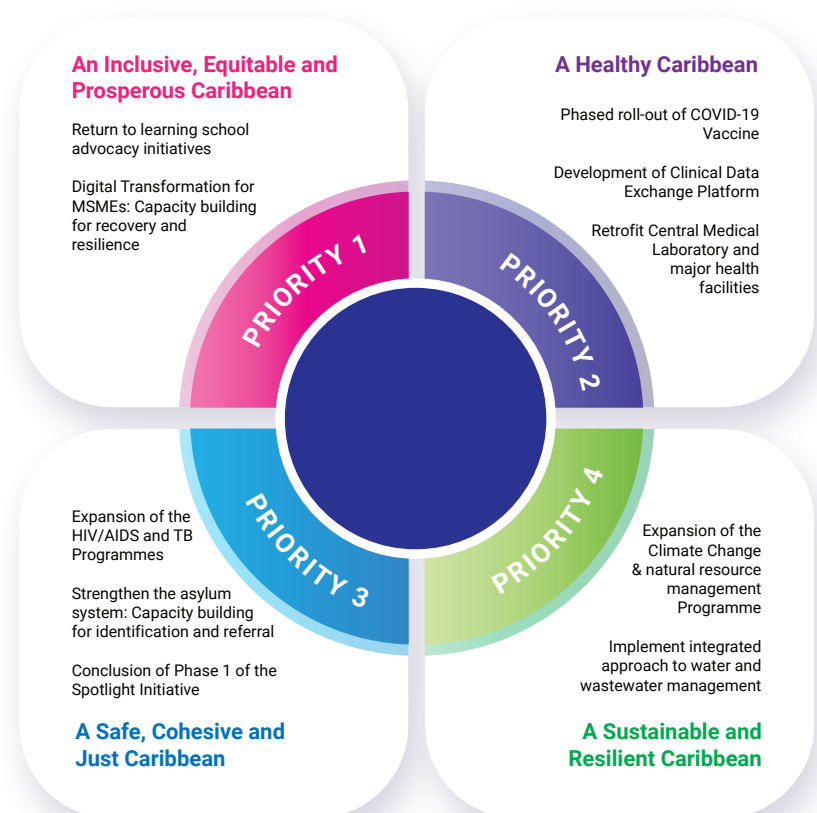 An Inclusive, Equitable and
Prosperous Caribbean
Return to learning school
advocacy initiatives
Digital Transformation for
MSMEs: Capacity building
for recovery and
resilience
PRIORITY 1
A Healthy Caribbean
Phased roll-out of COVID-19
Vaccine
Development of Clinical Data
Exchange Platform
Retrofit Central Medical
Laboratory and
major health
facilities
PRIORITY 2
Expansion of the
HIV/AIDS and TB
Programmes
Strengthen the asylum
system: Capacity building
for identification and referral
Conclusion of Phase 1 of the
Spotlight Initiative
A Safe, Cohesive and
Just Caribbean
PRIORITY 3
PRIORITY 4
Expansion of the
Climate Change
& natural resource
management
Programme
Implement integrated
approach to water and
wastewater management
A Sustainable and
Resilient Caribbean